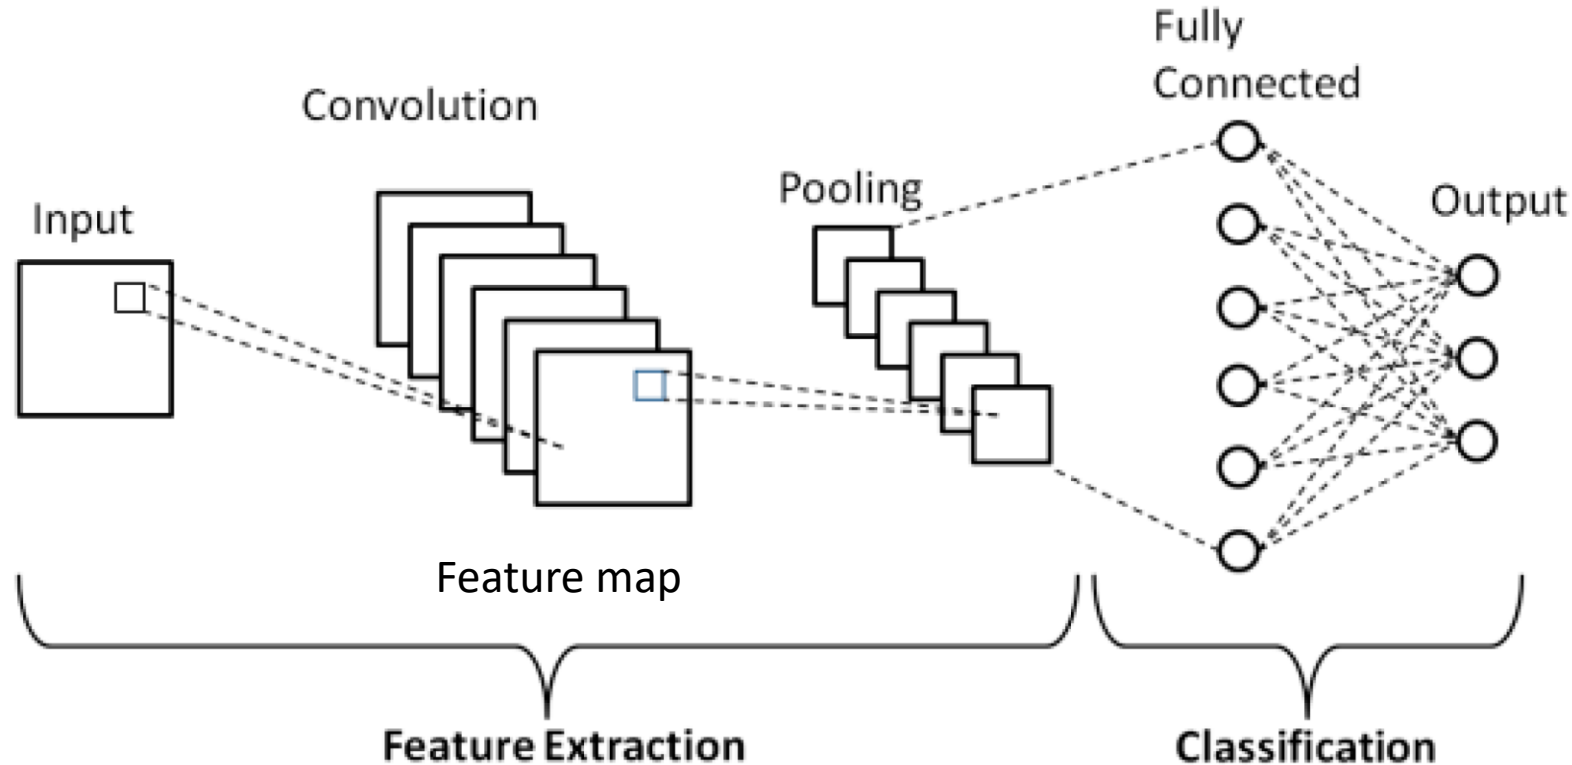 Input
Convolution
Pooling
Fully
Connected
Output
Feature map
Feature Extraction
Classification